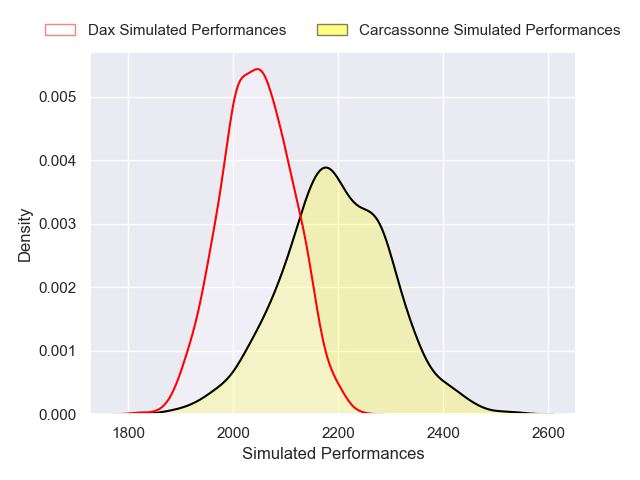 Dax Simulated Performances
Carcassonne Simulated Performances
Density
0.005
0.004
0.003
0.002
0.001
0.000
1800 2000 2200 2400 2600
Simulated Performances